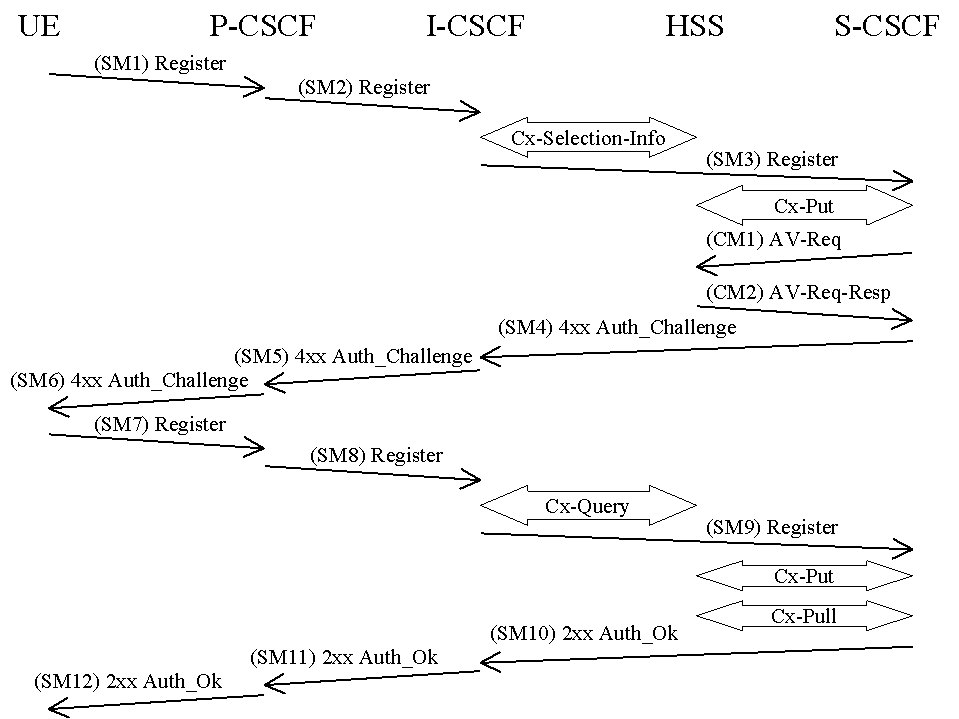 UE P-CSCF I-CSCF HSS S-CSCF
(SM1) Register
(SM2) Register
Cx-Selection-Info
(SM3) Register
Cx-Put
(CM1) AV-Req
(CM2) AV-Req-Resp
(SM4) 4xx Auth_Challenge
(SM5) 4xx Auth_Challenge
(SM6) 4xx Auth_Challenge
(SM7) Register
(SM8) Register
Cx-Query
(SM9) Register
Cx-Put
Cx-Pull
(SM10) 2xx Auth_Ok
(SM11) 2xx Auth_Ok
(SM12) 2xx Auth_Ok